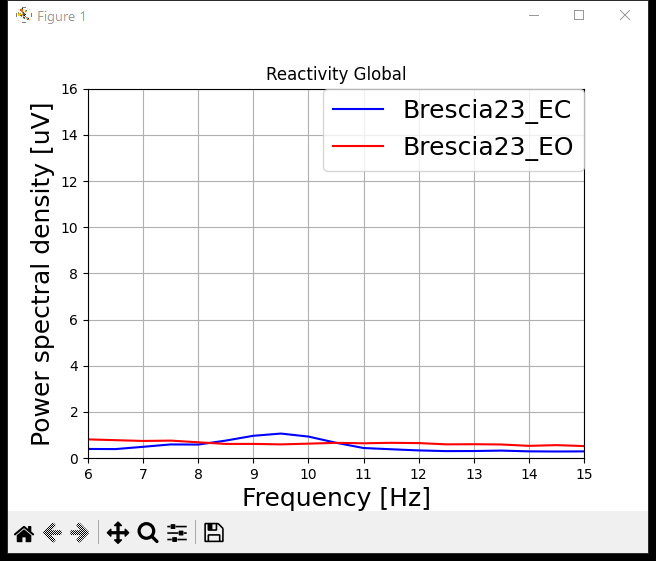 Figure 1
Reactivity Global
Brescia23_EC
Brescia23_EO
Power spectral density [uV]
16
14
12
10
8
6
4
2
0
6 7 8 9 10 11 12 13 14 15
Frequency [Hz]